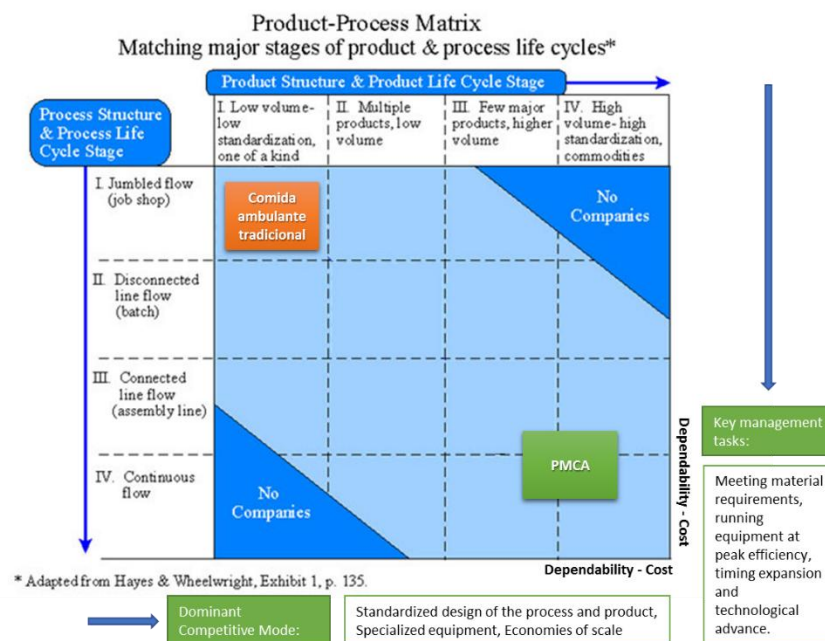 Product-Process Matrix
Matching major stages of product & process life cycles*
Product Structure & Product Life Cycle Stage
Process Structure
& Process Life
Cycle Stage
I. Low volume-
low
standardization,
one of a kind
II. Multiple
products, low
volume
III. Few major
products, higher
volume
IV. High
volume- high
standardization,
commodities
I. Jumbled flow
(job shop)
Comida
ambulante
tradicional
No
Companies
II. Disconnected
line flow
(batch)
III. Connected
line flow
(assembly line)
IV. Continuous
flow
No
Companies
PMCA
Dependability - Cost
Dependability - Cost
Key management
tasks:
Meeting material
requirements,
running
equipment at
peak efficiency,
timing expansion
and
technological
advance.
* Adapted from Hayes & Wheelwright, Exhibit 1, p. 135.
Dominant
Competitive Mode:
Standardized design of the process and product,
Specialized equipment, Economies of scale